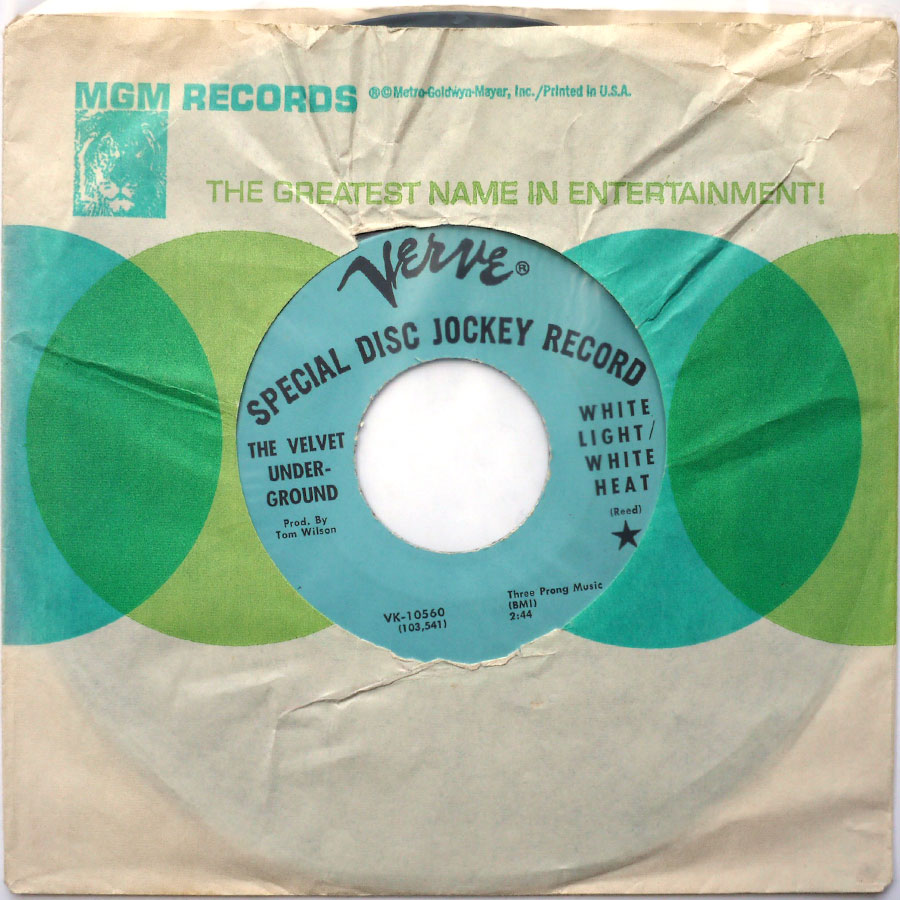 MGM RECORDS ®©Metro-Goldwyn-Mayer, Inc./Printed in U.S.A.
THE GREATEST NAME IN ENTERTAINMENT!
VERVE®
SPECIAL DISC JOCKEY RECORD
THE VELVET
UNDER-
GROUND
Prod. By
Tom Wilson
WHITE
LIGHT/
WHITE
HEAT
(Reed)
★
VK-10560
(103,541)
Three Prong Music
(BMI)
2:44